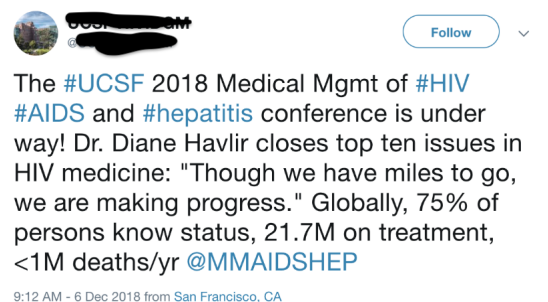 Follow
The #UCSF 2018 Medical Mgmt of #HIV
#AIDS and #hepatitis conference is under
way! Dr. Diane Havlir closes top ten issues in
HIV medicine: "Though we have miles to go,
we are making progress." Globally, 75% of
persons know status, 21.7M on treatment,
<1M deaths/yr @MMAIDSHEP
9:12 AM - 6 Dec 2018 from San Francisco, CA